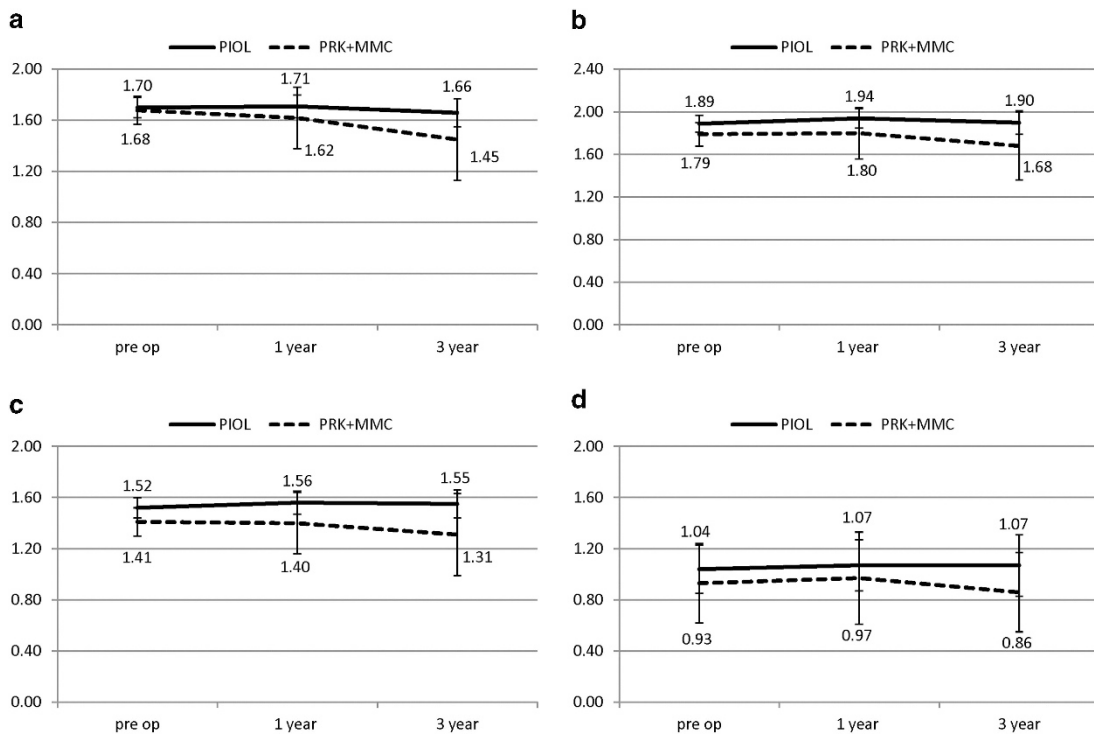 a
PIOL PRK+MMC
2.00
1.60
1.20
0.80
0.40
0.00
1.70 1.71 1.66
1.68 1.62 1.45
pre op 1 year 3 year
b
PIOL PRK+MMC
2.40
2.00
1.60
1.20
0.80
0.40
0.00
1.89 1.94 1.90
1.79 1.80 1.68
pre op 1 year 3 year
c
PIOL PRK+MMC
2.00
1.60
1.20
0.80
0.40
0.00
1.52 1.56 1.55
1.41 1.40 1.31
pre op 1 year 3 year
d
PIOL PRK+MMC
2.00
1.60
1.20
0.80
0.40
0.00
1.04 1.07 1.07
0.93 0.97 0.86
pre op 1 year 3 year